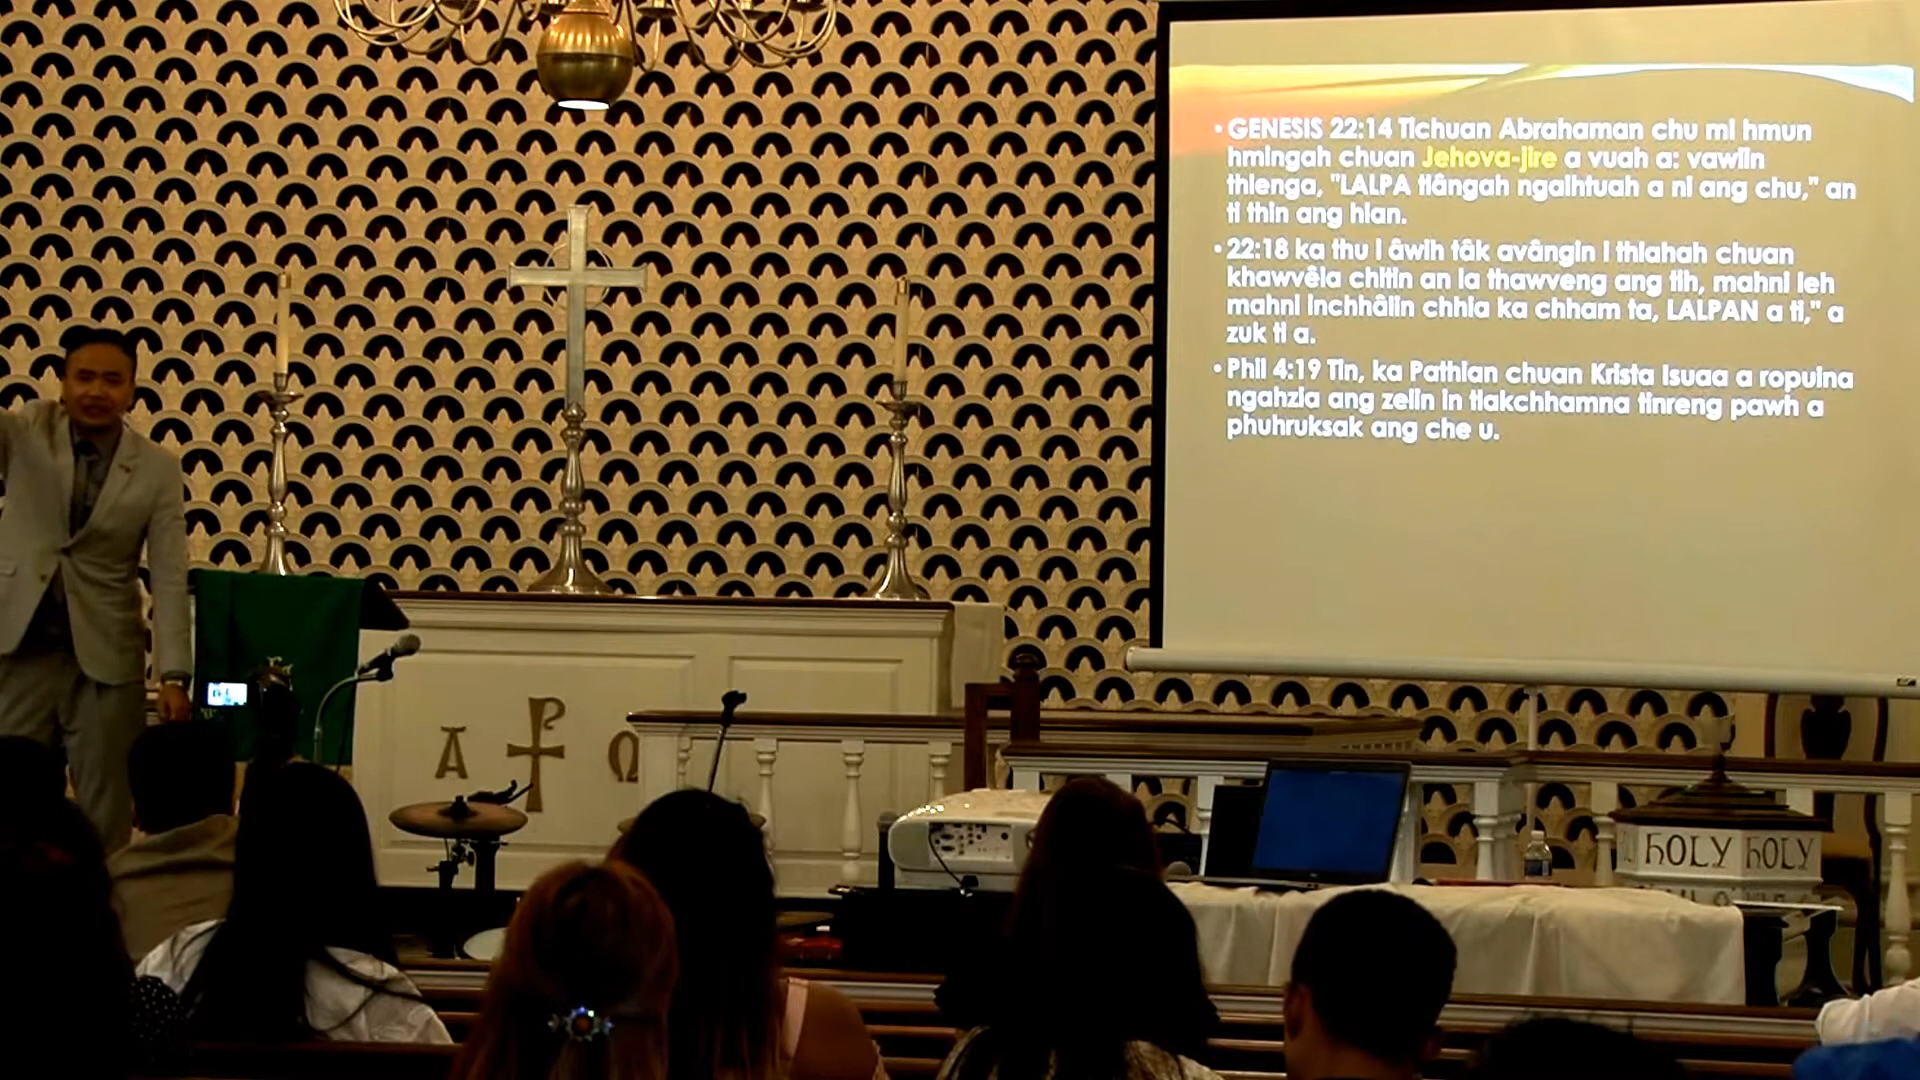 • GENESIS 22:14 Tichuan Abrahaman chu mi hmun
hmingah chuan Jehova-jire a vuah a: vawiin
thlenga, "LALPA tlângah ngaihtuah a ni ang chu," an
ti thin ang hian.
• 22:18 ka thu i âwih tâk avângin i thlahah chuan
khawvêla chitin an la thawveng ang tih, mahni leh
mahni inchhâlin chhia ka chham ta, LALPAN a ti," a
zuk ti a.
• Phil 4:19 Tin, ka Pathian chuan Krista Isuaa a ropuina
ngahzia ang zelin in tlakchhamna tinreng pawh a
phuhruksak ang che u.
Α Ω
HOLY HOLY